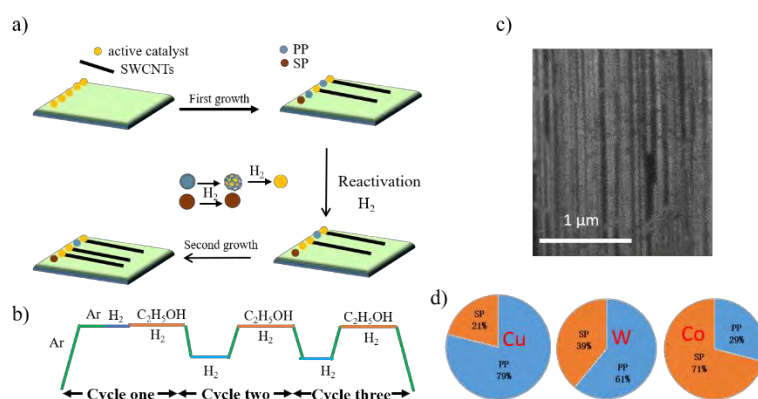 a)
active catalyst
SWCNTs
First growth
PP
SP
H2
H2
Reactivation
H2
Second growth
b)
Ar
Ar H2 C2H5OH
H2
H2
C2H5OH
H2
H2
C2H5OH
H2
Cycle one Cycle two Cycle three
c)
1 μm
d)
SP
21%
Cu
PP
79%
SP
39%
W
PP
61%
Co
PP
29%
SP
71%